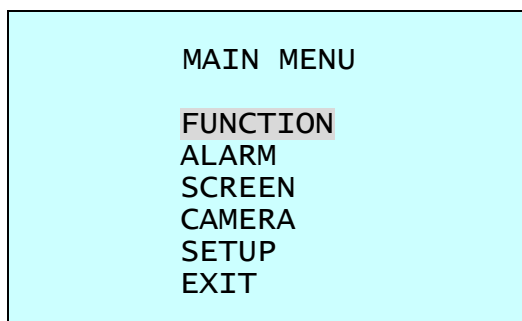 MAIN MENU
FUNCTION
ALARM
SCREEN
CAMERA
SETUP
EXIT